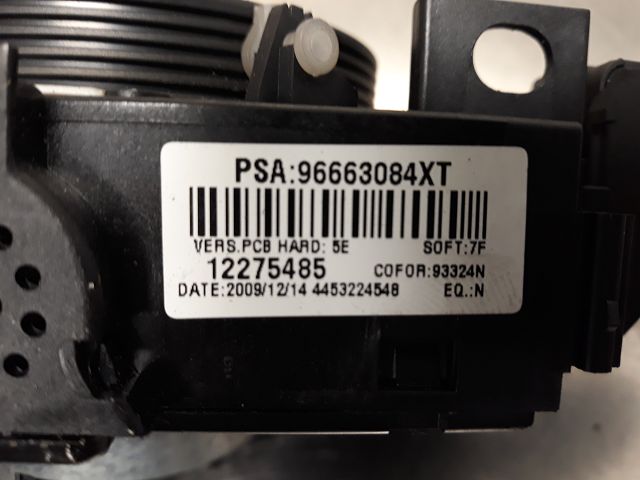 PSA:96663084XT
VERS.PCB HARD: 5E SOFT:7F
12275485 COFOR:93324N
DATE:2009/12/14 4453224548 EQ.:N